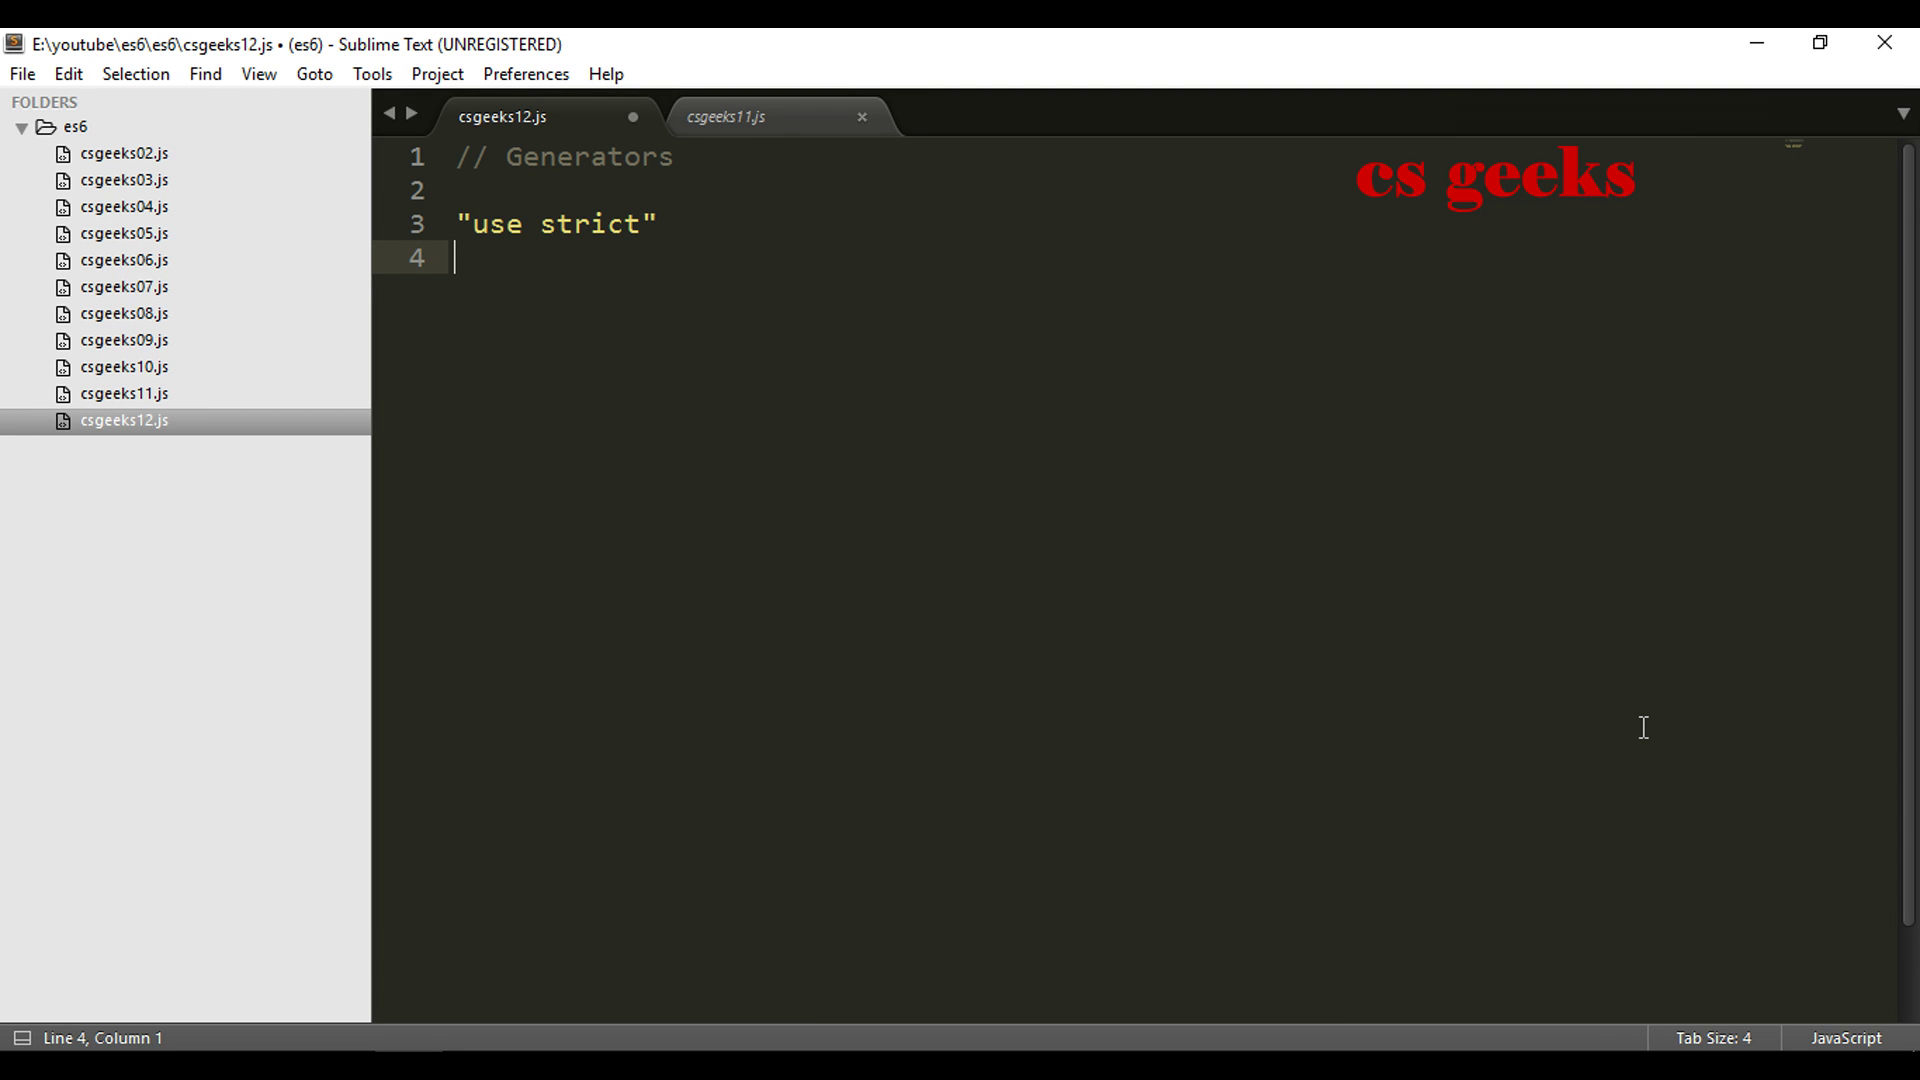 E:\youtube\es6\es6\csgeeks12.js • (es6) - Sublime Text (UNREGISTERED)
File Edit Selection Find View Goto Tools Project Preferences Help
FOLDERS
es6
csgeeks02.js
csgeeks03.js
csgeeks04.js
csgeeks05.js
csgeeks06.js
csgeeks07.js
csgeeks08.js
csgeeks09.js
csgeeks10.js
csgeeks11.js
csgeeks12.js
csgeeks12.js csgeeks11.js
1 // Generators
2
3 "use strict"
4
cs geeks
Line 4, Column 1 Tab Size: 4 JavaScript